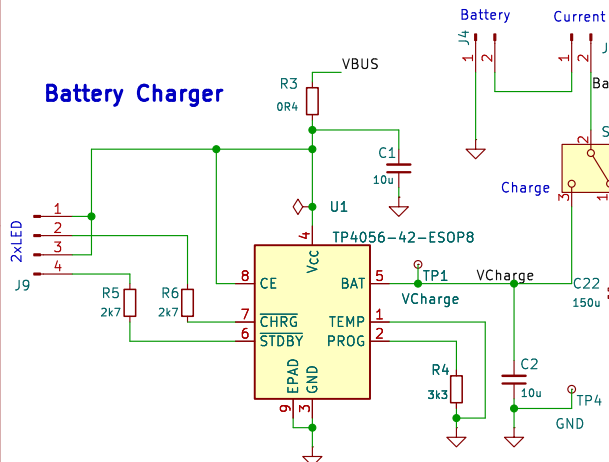 Battery
Current
J4
1
2
1
2
J
VBUS
Battery Charger
R3
0R4
Ba
C1
10u
2
S
Charge
3
1
2xLED
1
2
3
4
J9
U1
4
TP4056-42-ESOP8
Vcc
8
CE
BAT
5
TP1
VCharge
VCharge
C22
150u
R5
2k7
R6
2k7
7
CHRG
TEMP
1
6
STDBY
PROG
2
EPAD
GND
9
3
R4
3k3
C2
10u
TP4
GND